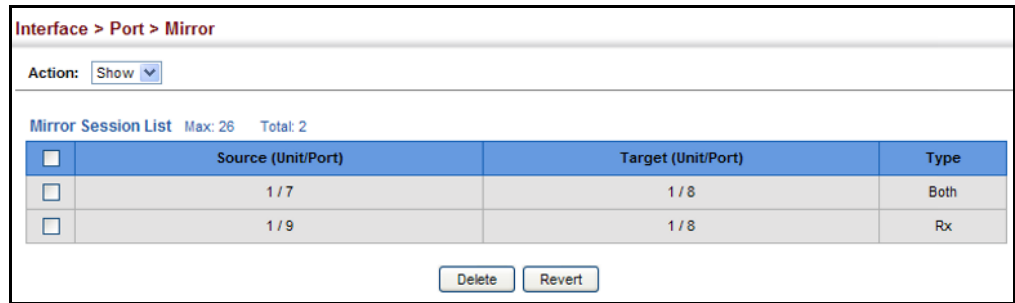 Interface > Port > Mirror
Action: Show
Mirror Session List Max: 26 Total: 2
Source (Unit/Port) Target (Unit/Port) Type
1 / 7 1 / 8 Both
1 / 9 1 / 8 Rx
Delete Revert